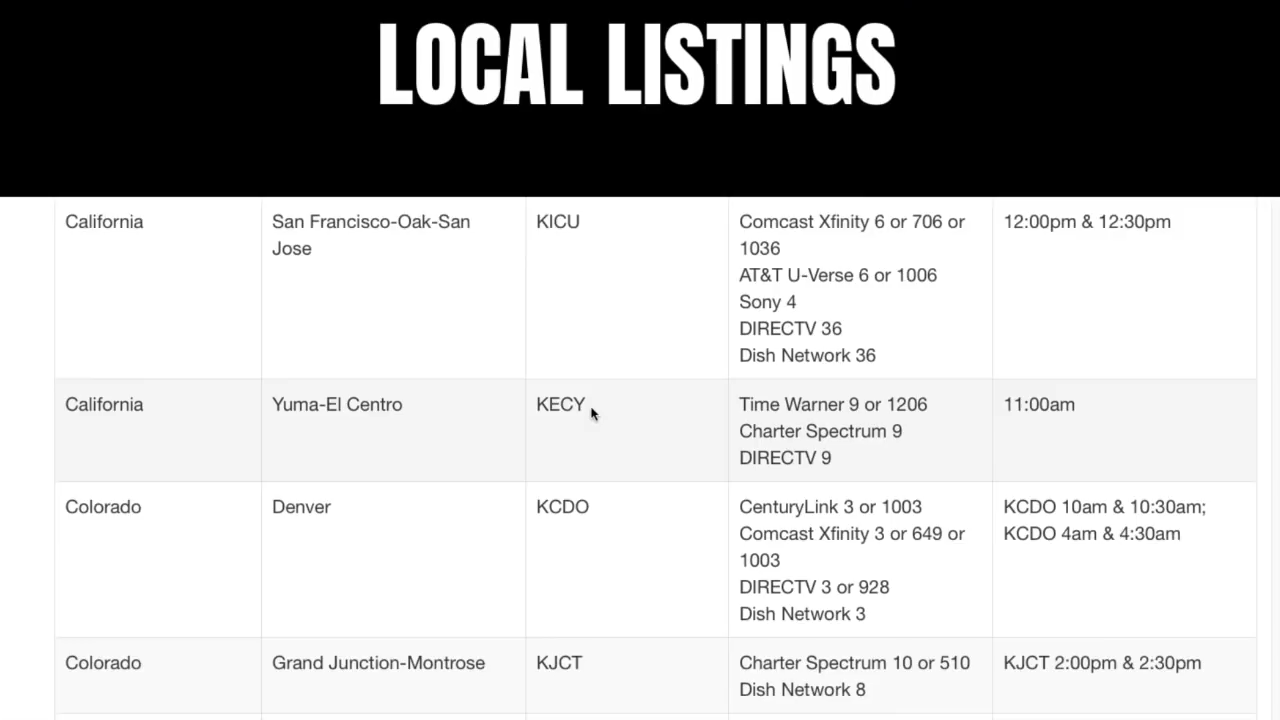 LOCAL LISTINGS
California
San Francisco-Oak-San
Jose
KICU
Comcast Xfinity 6 or 706 or
1036
AT&T U-Verse 6 or 1006
Sony 4
DIRECTV 36
Dish Network 36
12:00pm & 12:30pm
California
Yuma-El Centro
KECY
Time Warner 9 or 1206
Charter Spectrum 9
DIRECTV 9
11:00am
Colorado
Denver
KCDO
CenturyLink 3 or 1003
Comcast Xfinity 3 or 649 or
1003
DIRECTV 3 or 928
Dish Network 3
KCDO 10am & 10:30am;
KCDO 4am & 4:30am
Colorado
Grand Junction-Montrose
KJCT
Charter Spectrum 10 or 510
Dish Network 8
KJCT 2:00pm & 2:30pm